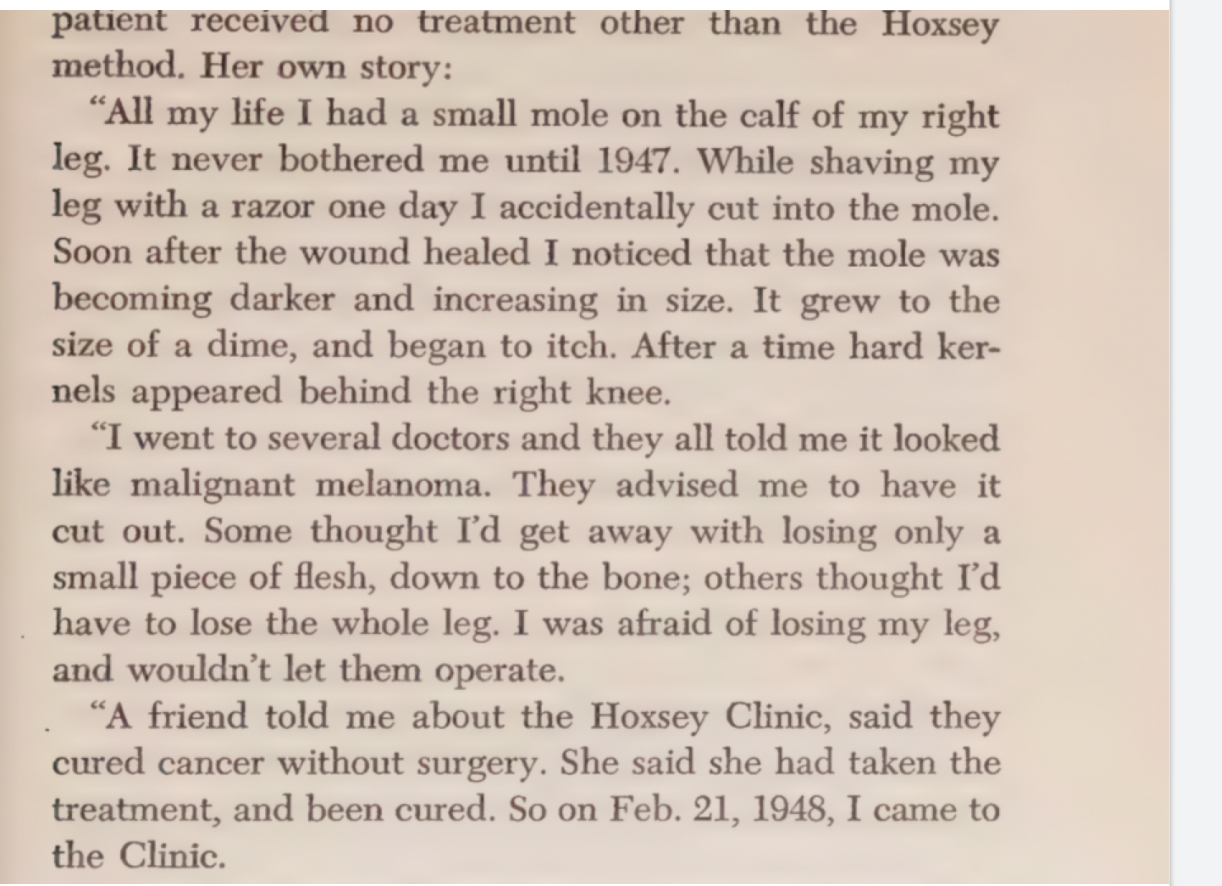 patient received no treatment other than the Hoxsey
method. Her own story:
“All my life I had a small mole on the calf of my right
leg. It never bothered me until 1947. While shaving my
leg with a razor one day I accidentally cut into the mole.
Soon after the wound healed I noticed that the mole was
becoming darker and increasing in size. It grew to the
size of a dime, and began to itch. After a time hard ker-
nels appeared behind the right knee.
“I went to several doctors and they all told me it looked
like malignant melanoma. They advised me to have it
cut out. Some thought I’d get away with losing only a
small piece of flesh, down to the bone; others thought I’d
have to lose the whole leg. I was afraid of losing my leg,
and wouldn’t let them operate.
“A friend told me about the Hoxsey Clinic, said they
cured cancer without surgery. She said she had taken the
treatment, and been cured. So on Feb. 21, 1948, I came to
the Clinic.